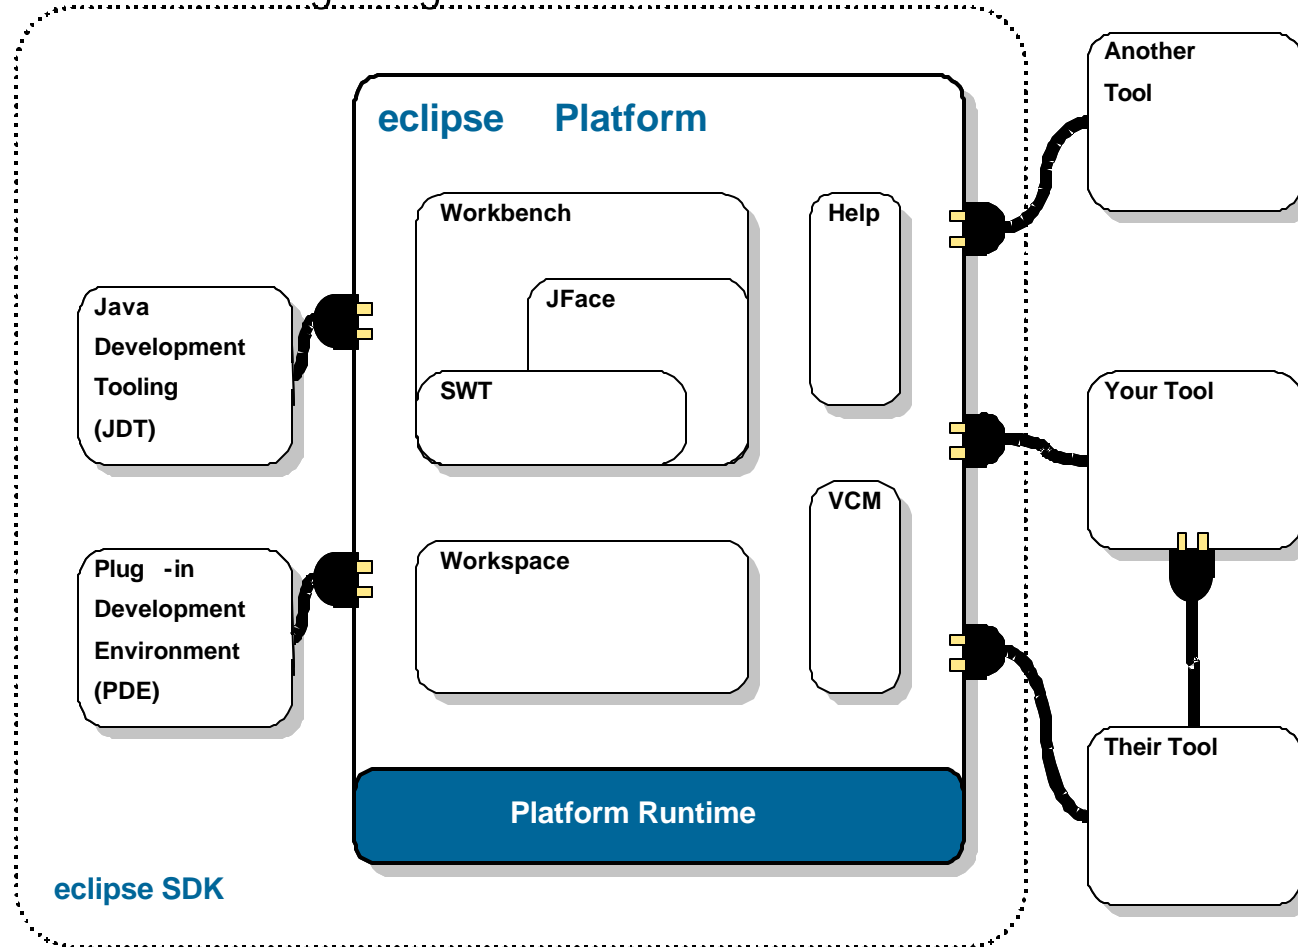 eclipse Platform
Another
Tool
Workbench
Help
JFace
SWT
Java
Development
Tooling
(JDT)
Your Tool
VCM
Workspace
Plug -in
Development
Environment
(PDE)
Their Tool
Platform Runtime
eclipse SDK